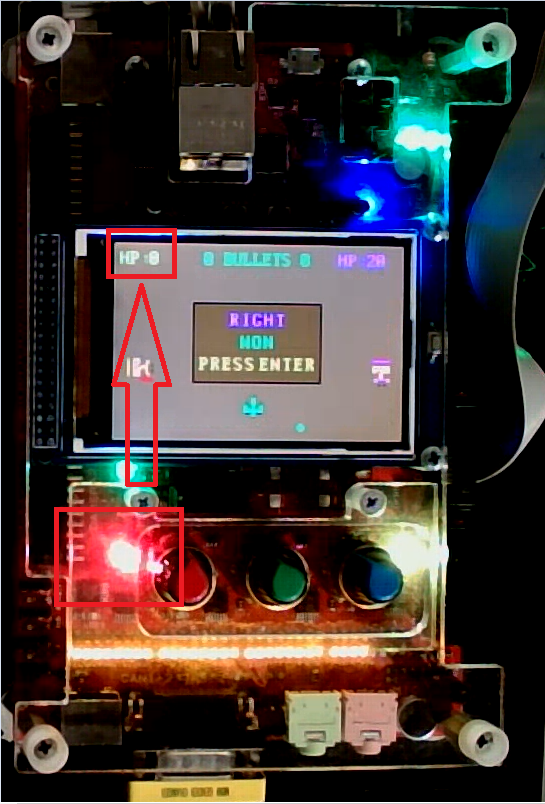 HP:0
0 BULLETS 0
HP:20
RIGHT
WON
PRESS ENTER